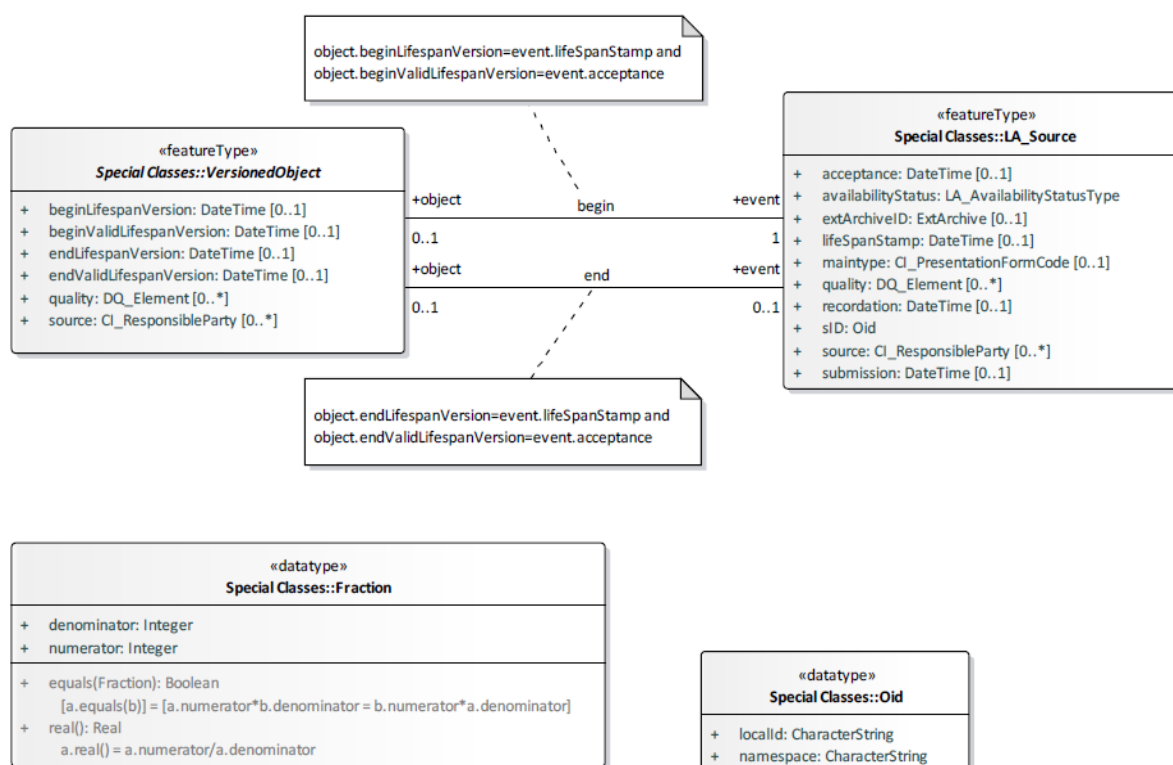 object.beginLifespanVersion=event.lifeSpanStamp and
object.beginValidLifespanVersion=event.acceptance
«featureType»
Special Classes::VersionedObject
+ beginLifespanVersion: DateTime [0..1]
+ beginValidLifespanVersion: DateTime [0..1]
+ endLifespanVersion: DateTime [0..1]
+ endValidLifespanVersion: DateTime [0..1]
+ quality: DQ_Element [0..*]
+ source: CI_ResponsibleParty [0..*]
+object begin +event
0..1 1
+object end +event
0..1 0..1
«featureType»
Special Classes::LA_Source
+ acceptance: DateTime [0..1]
+ availabilityStatus: LA_AvailabilityStatusType
+ extArchiveID: ExtArchive [0..1]
+ lifeSpanStamp: DateTime [0..1]
+ maintype: CI_PresentationFormCode [0..1]
+ quality: DQ_Element [0..*]
+ recordation: DateTime [0..1]
+ sID: Oid
+ source: CI_ResponsibleParty [0..*]
+ submission: DateTime [0..1]
object.endLifespanVersion=event.lifeSpanStamp and
object.endValidLifespanVersion=event.acceptance
«datatype»
Special Classes::Fraction
+ denominator: Integer
+ numerator: Integer
+ equals(Fraction): Boolean
[a.equals(b)] = [a.numerator*b.denominator = b.numerator*a.denominator]
+ real(): Real
a.real() = a.numerator/a.denominator
«datatype»
Special Classes::Oid
+ localId: CharacterString
+ namespace: CharacterString